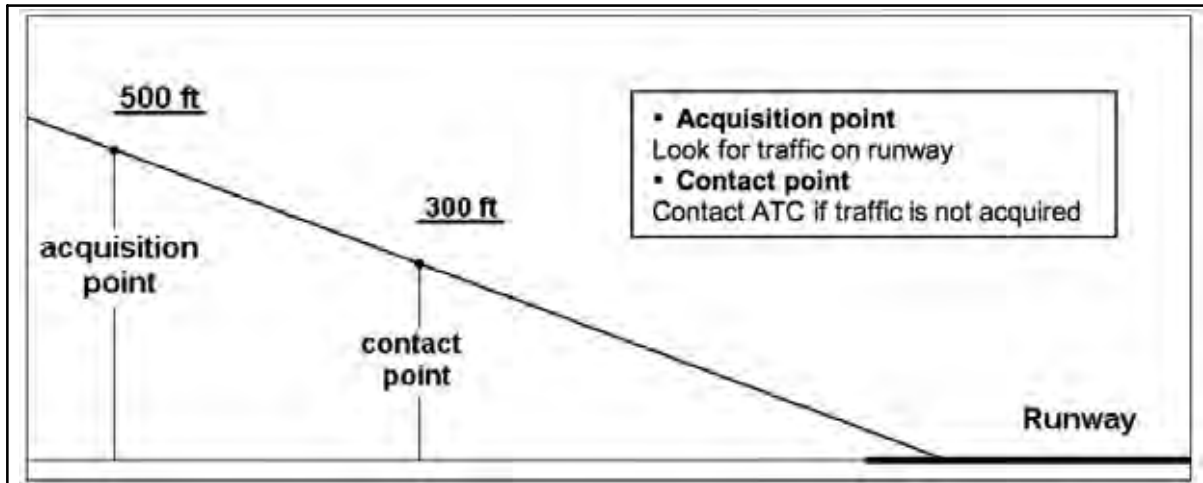 500 ft
acquisition
point
300 ft
contact
point
▪ Acquisition point
Look for traffic on runway
▪ Contact point
Contact ATC if traffic is not acquired
Runway